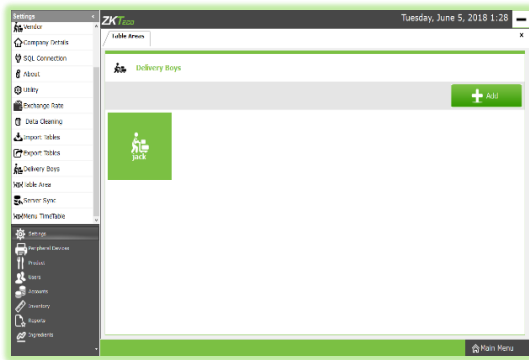 Settings
Vendor
Company Details
SQL Connection
About
Utility
Exchange Rate
Data Cleaning
Import Tables
Export Tables
Delivery Boys
Table Area
Server Sync
Menu TimeTable
Settings
Peripheral Devices
Product
Users
Accounts
Inventory
Reports
Ingredients
ZKTeco
Tuesday, June 5, 2018 1:28
Table Areas
x
Delivery Boys
Add
jack
Main Menu